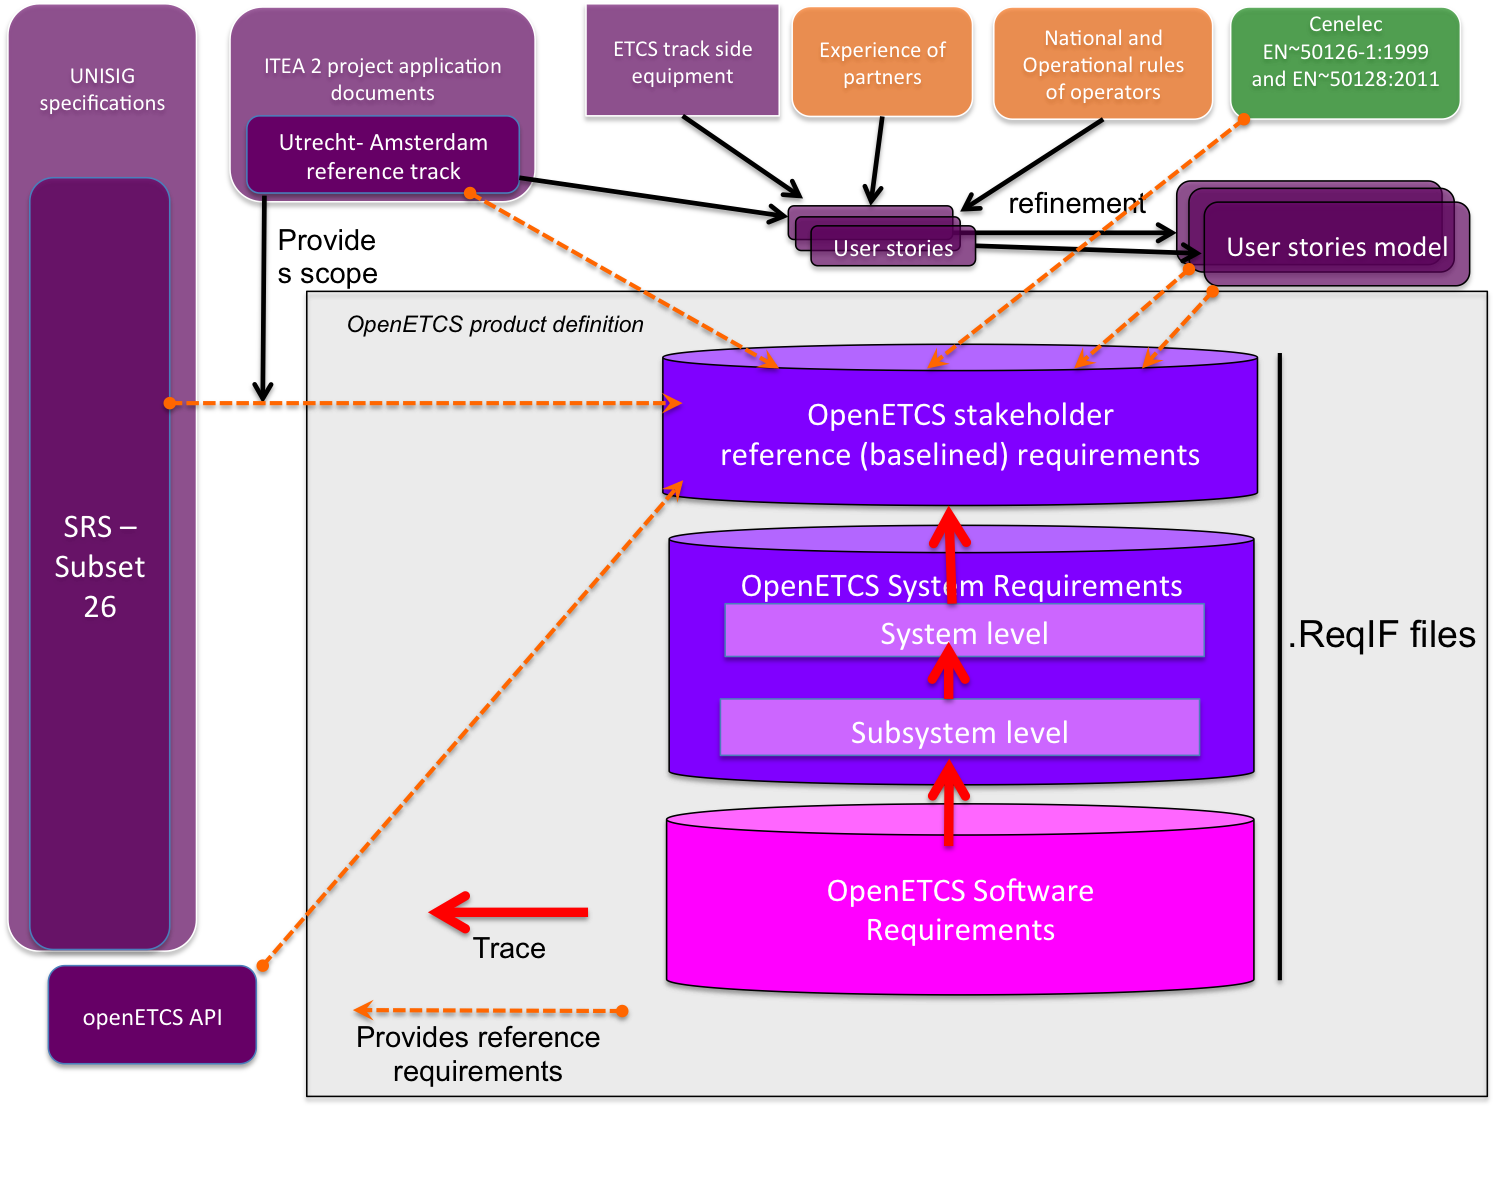 UNISIG
specifications
SRS –
Subset
26
openETCS API
ITEA 2 project application
documents
Utrecht- Amsterdam
reference track
Provide
s scope
ETCS track side
equipment
Experience of
partners
National and
Operational rules
of operators
Cenelec
EN~50126-1:1999
and EN~50128:2011
refinement
User stories
User stories model
OpenETCS product definition
OpenETCS stakeholder
reference (baselined) requirements
OpenETCS System Requirements
System level
Subsystem level
.ReqIF files
OpenETCS Software
Requirements
Trace
Provides reference
requirements